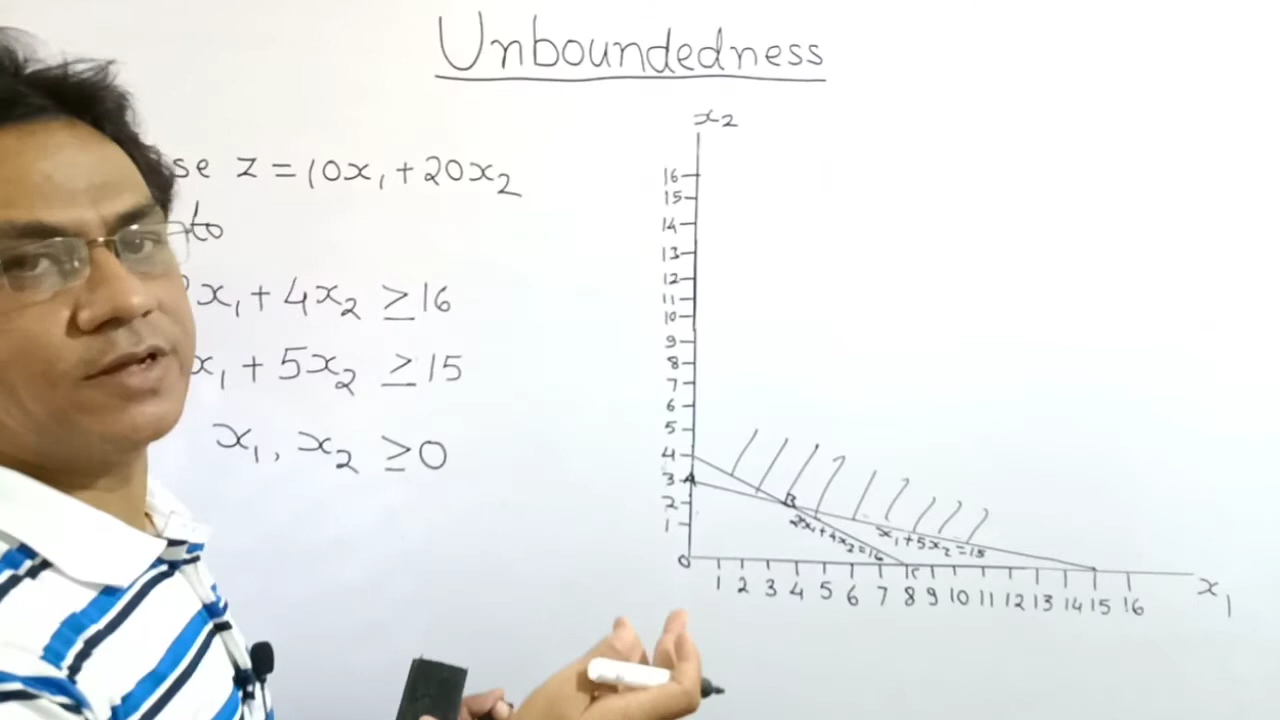 Unboundedness
se z = 10x₁ + 20x₂
to
x₁ + 4x₂ ≥ 16
x₁ + 5x₂ ≥ 15
x₁, x₂ ≥ 0
x₂
16
15
14
13
12
11
10
9
8
7
6
5
4
3 A
2
1
B
2x₁ + 4x₂ = 16
x₁ + 5x₂ = 15
O
C
1 2 3 4 5 6 7 8 9 10 11 12 13 14 15 16
x₁